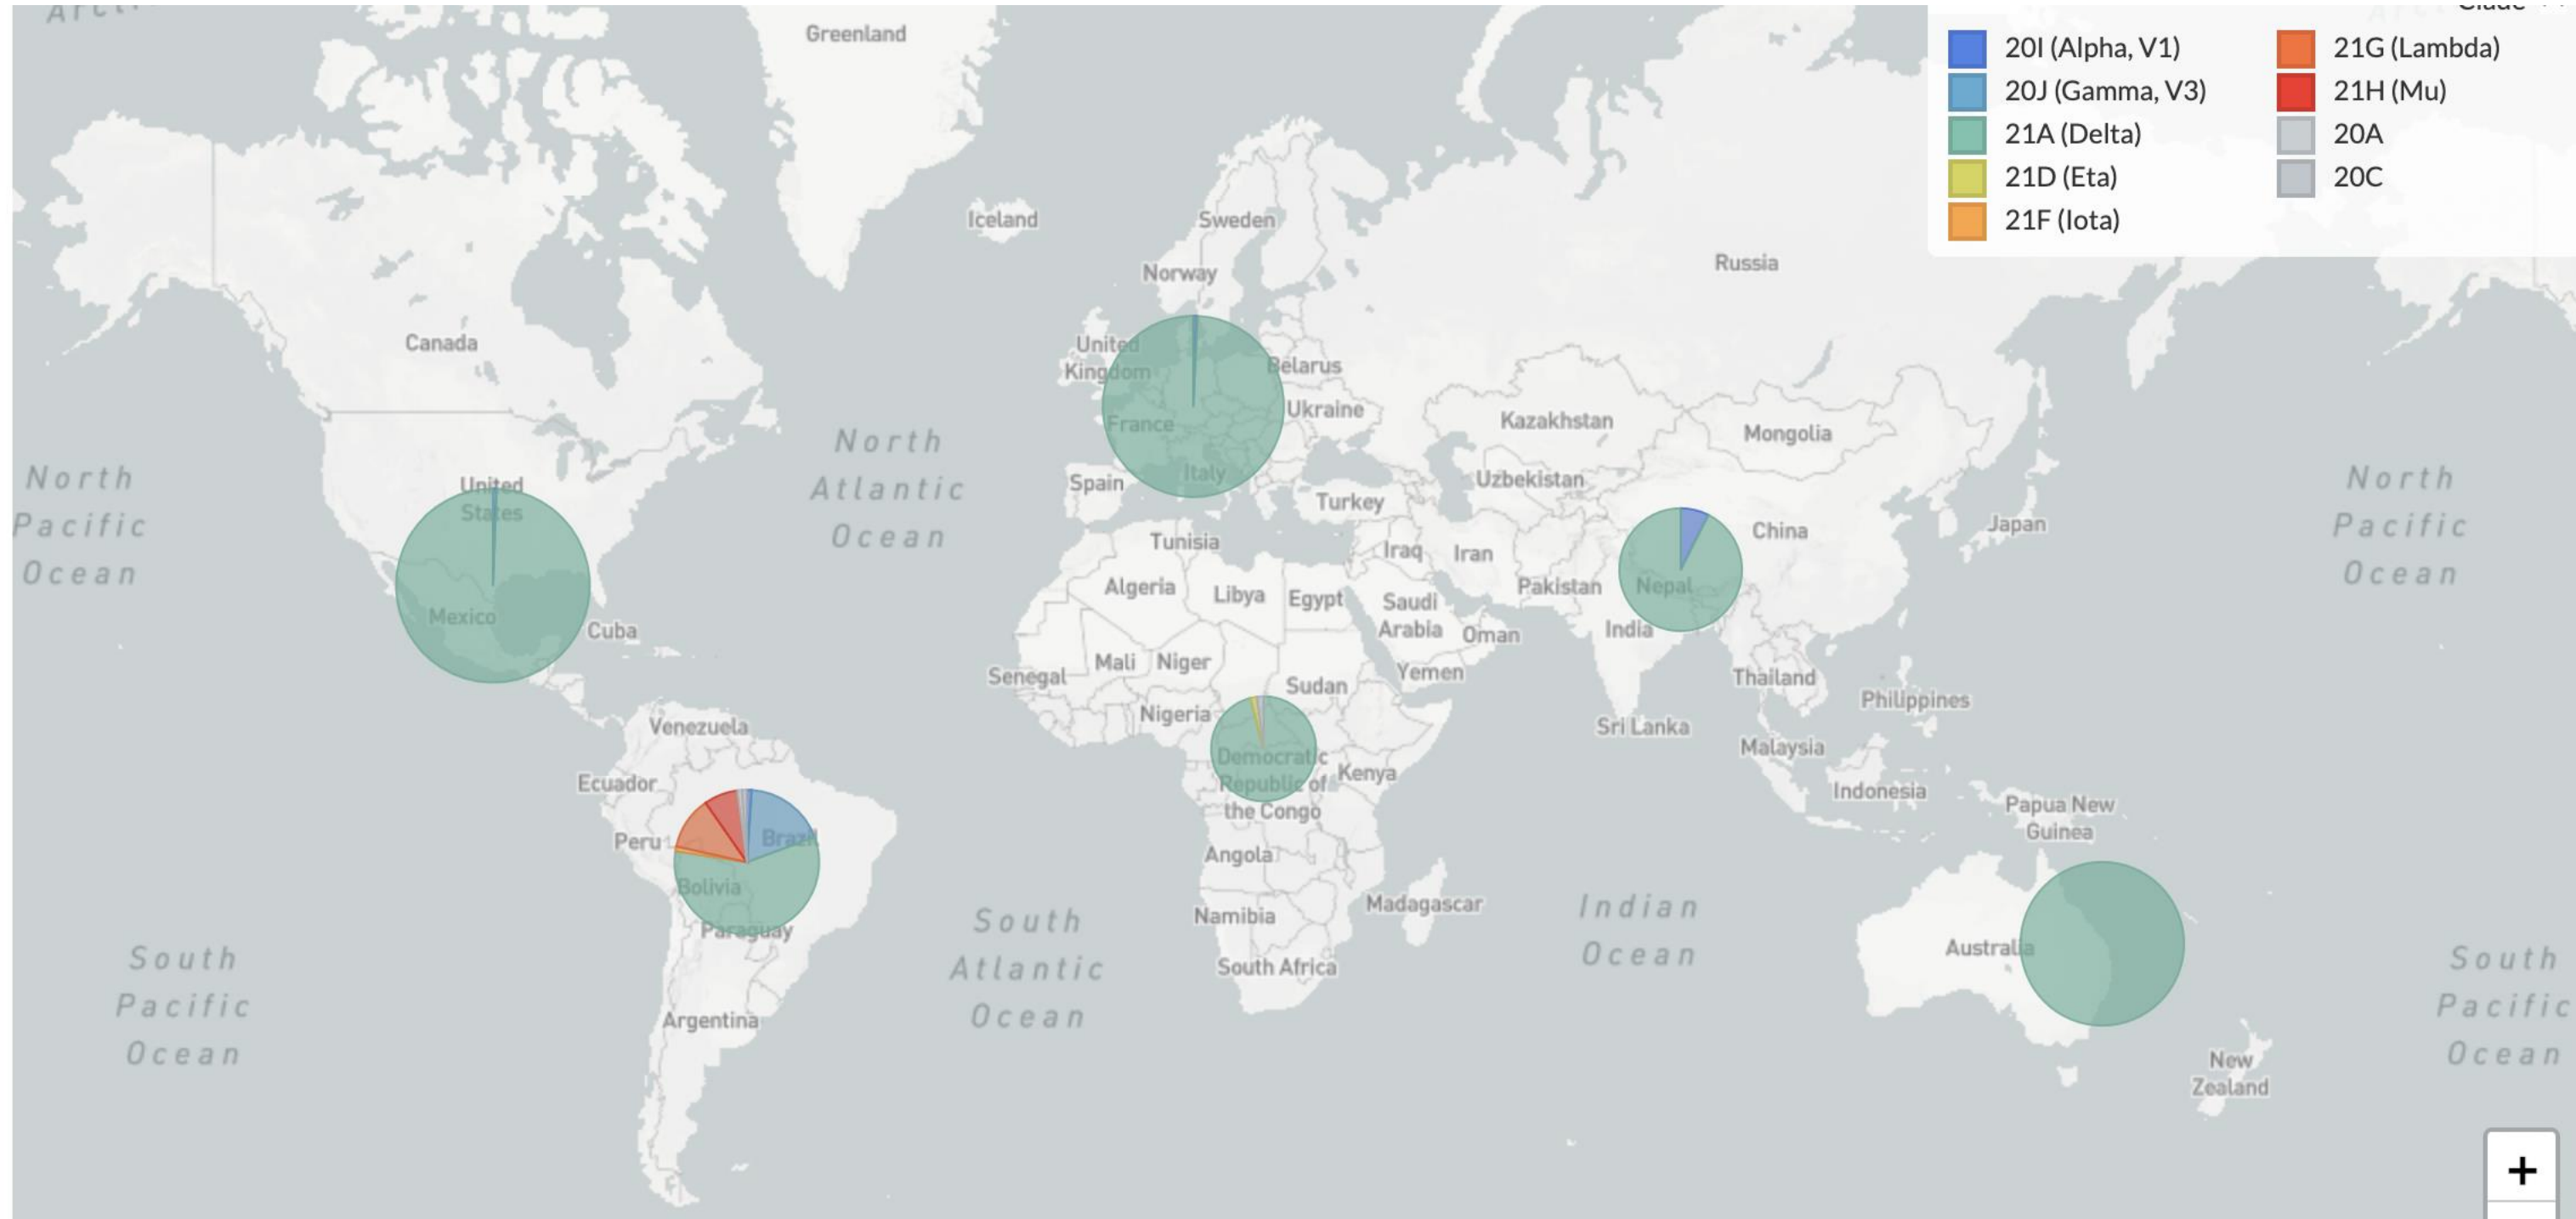 Greenland
20I (Alpha, V1)
20J (Gamma, V3)
21A (Delta)
21D (Eta)
21F (Iota)
21G (Lambda)
21H (Mu)
20A
20C
Iceland
Sweden
Norway
Russia
Canada
United
Kingdom
Belarus
France
Ukraine
Kazakhstan
Mongolia
North
Atlantic
Ocean
North
Pacific
Ocean
United
States
Spain
Italy
Turkey
Uzbekistan
China
Japan
North
Pacific
Ocean
Tunisia
Iraq
Iran
Algeria
Libya
Egypt
Saudi
Arabia
Pakistan
Nepal
Oman
India
Mexico
Cuba
Mali
Niger
Senegal
Sudan
Yemen
Thailand
Philippines
Nigeria
Venezuela
Sri Lanka
Malaysia
Democratic
Republic of
the Congo
Kenya
Ecuador
Indonesia
Papua New
Guinea
Peru
Brazil
Angola
Bolivia
Madagascar
Namibia
Paraguay
South
Atlantic
Ocean
Indian
Ocean
Australia
South Africa
South
Pacific
Ocean
South
Pacific
Ocean
Argentina
New
Zealand
+